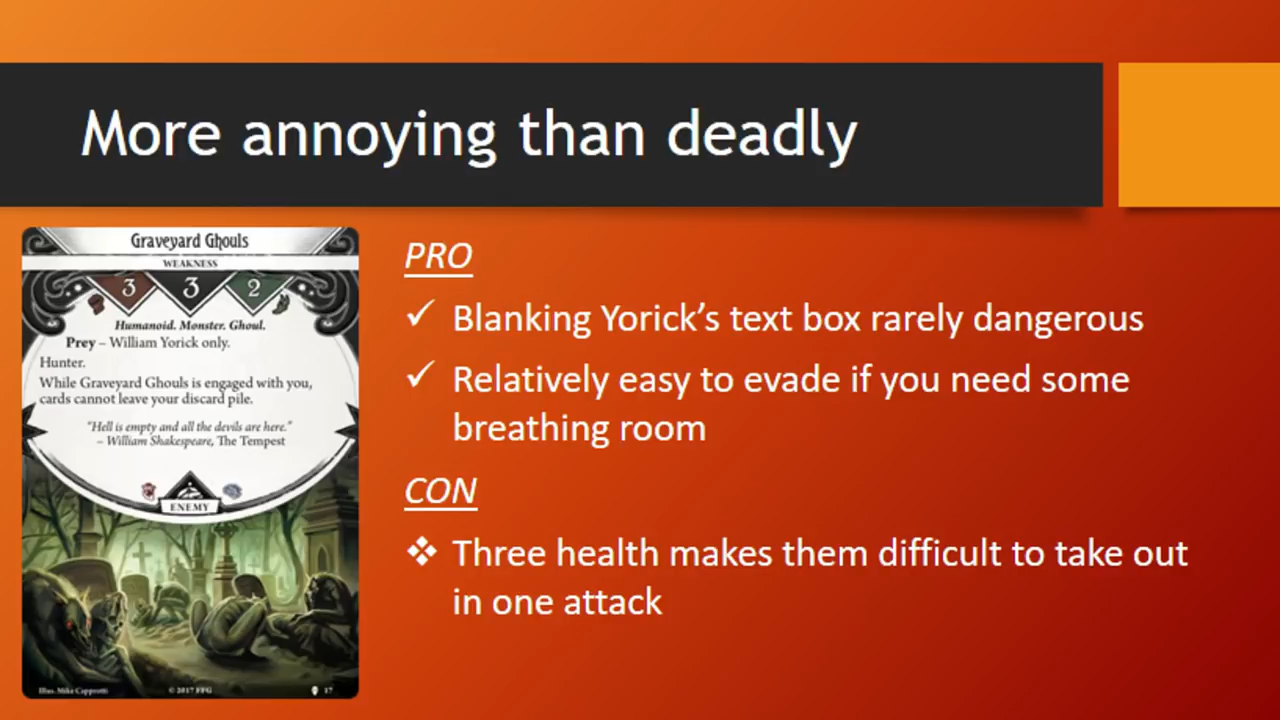 More annoying than deadly
Graveyard Ghouls
WEAKNESS
3 3 2
Humanoid. Monster. Ghoul.
Prey – William Yorick only.
Hunter.
While Graveyard Ghouls is engaged with you,
cards cannot leave your discard pile.
"Hell is empty and all the devils are here."
– William Shakespeare, The Tempest
ENEMY
Illus. Mike Capprotti
© 2017 FFG
17
PRO
✓ Blanking Yorick's text box rarely dangerous
✓ Relatively easy to evade if you need some
breathing room
CON
❖ Three health makes them difficult to take out
in one attack